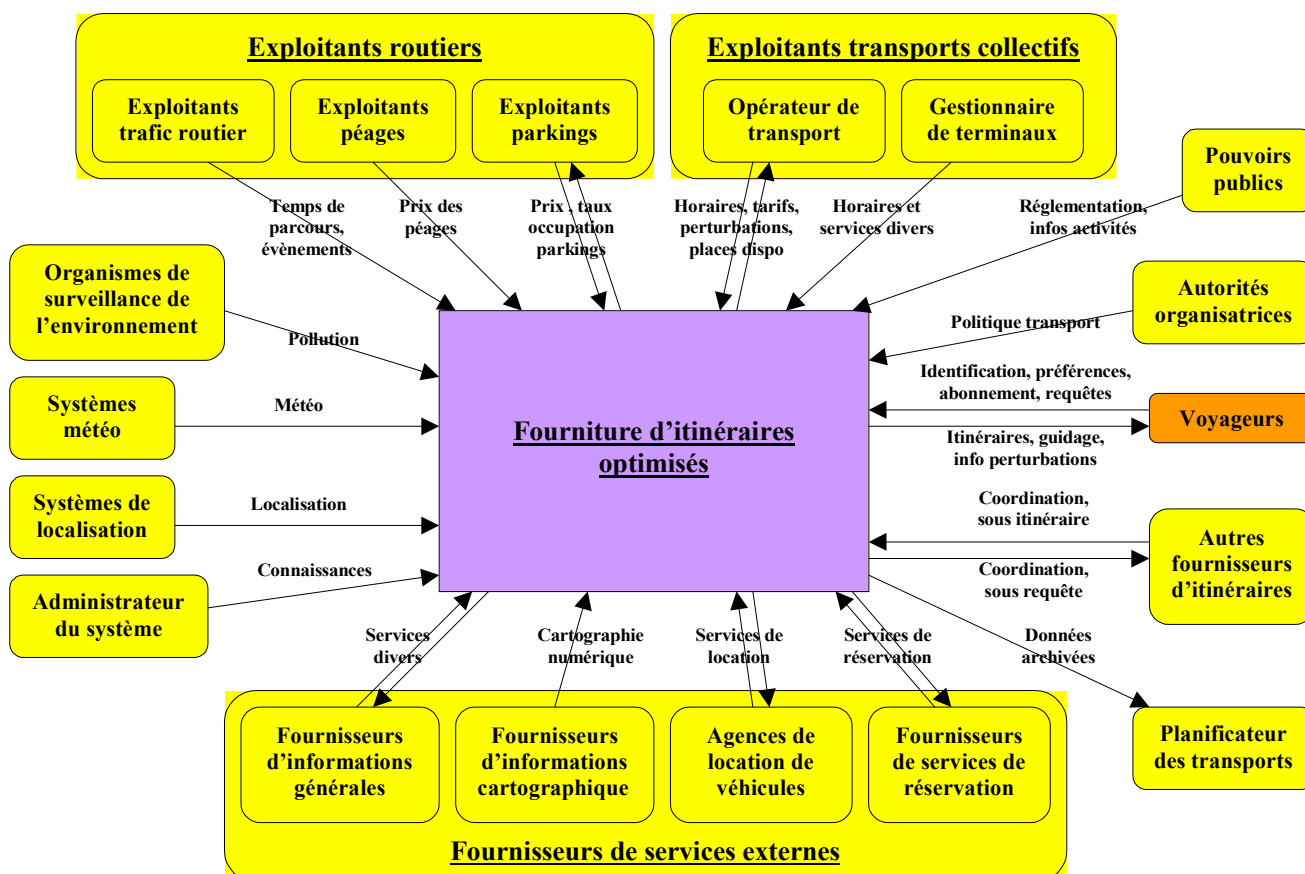 Exploitants routiers
Exploitants
trafic routier
Exploitants
péages
Exploitants
parkings
Exploitants transports collectifs
Opérateur de
transport
Gestionnaire
de terminaux
Pouvoirs
publics
Temps de
parcours,
évènements
Prix des
péages
Prix , taux
occupation
parkings
Horaires, tarifs,
perturbations,
places dispo
Horaires et
services divers
Réglementation,
infos activités
Organismes de
surveillance de
l’environnement
Pollution
Autorités
organisatrices
Politique transport
Systèmes
météo
Météo
Identification, préférences,
abonnement, requêtes
Voyageurs
Itinéraires, guidage,
info perturbations
Fourniture d’itinéraires
optimisés
Systèmes de
localisation
Localisation
Coordination,
sous itinéraire
Autres
fournisseurs
d’itinéraires
Coordination,
sous requête
Administrateur
du système
Connaissances
Services
divers
Cartographie
numérique
Services de
location
Services de
réservation
Données
archivées
Fournisseurs
d’informations
générales
Fournisseurs
d’informations
cartographique
Agences de
location de
véhicules
Fournisseurs
de services de
réservation
Planificateur
des transports
Fournisseurs de services externes